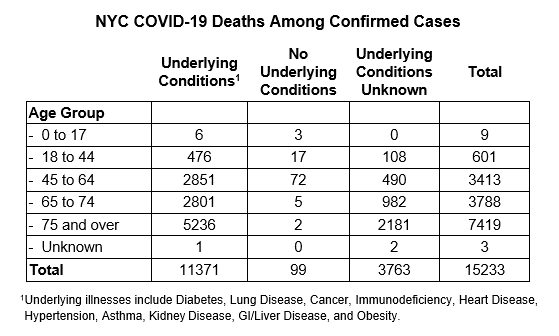 NYC COVID-19 Deaths Among Confirmed Cases
Underlying Conditions¹ No Underlying Conditions Underlying Conditions Unknown Total
Age Group
- 0 to 17 6 3 0 9
- 18 to 44 476 17 108 601
- 45 to 64 2851 72 490 3413
- 65 to 74 2801 5 982 3788
- 75 and over 5236 2 2181 7419
- Unknown 1 0 2 3
Total 11371 99 3763 15233
¹Underlying illnesses include Diabetes, Lung Disease, Cancer, Immunodeficiency, Heart Disease,
Hypertension, Asthma, Kidney Disease, GI/Liver Disease, and Obesity.